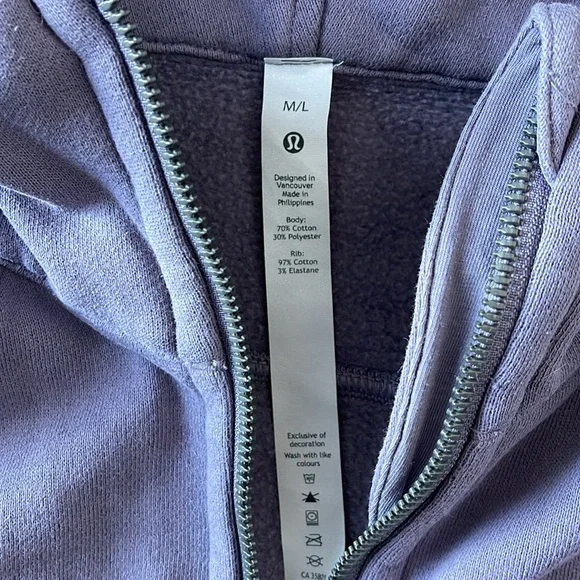 M/L
Designed in
Vancouver
Made in
Philippines
Body:
70% Cotton
30% Polyester
Rib:
97% Cotton
3% Elastane
Exclusive of
decoration
Wash with like
colours
CA